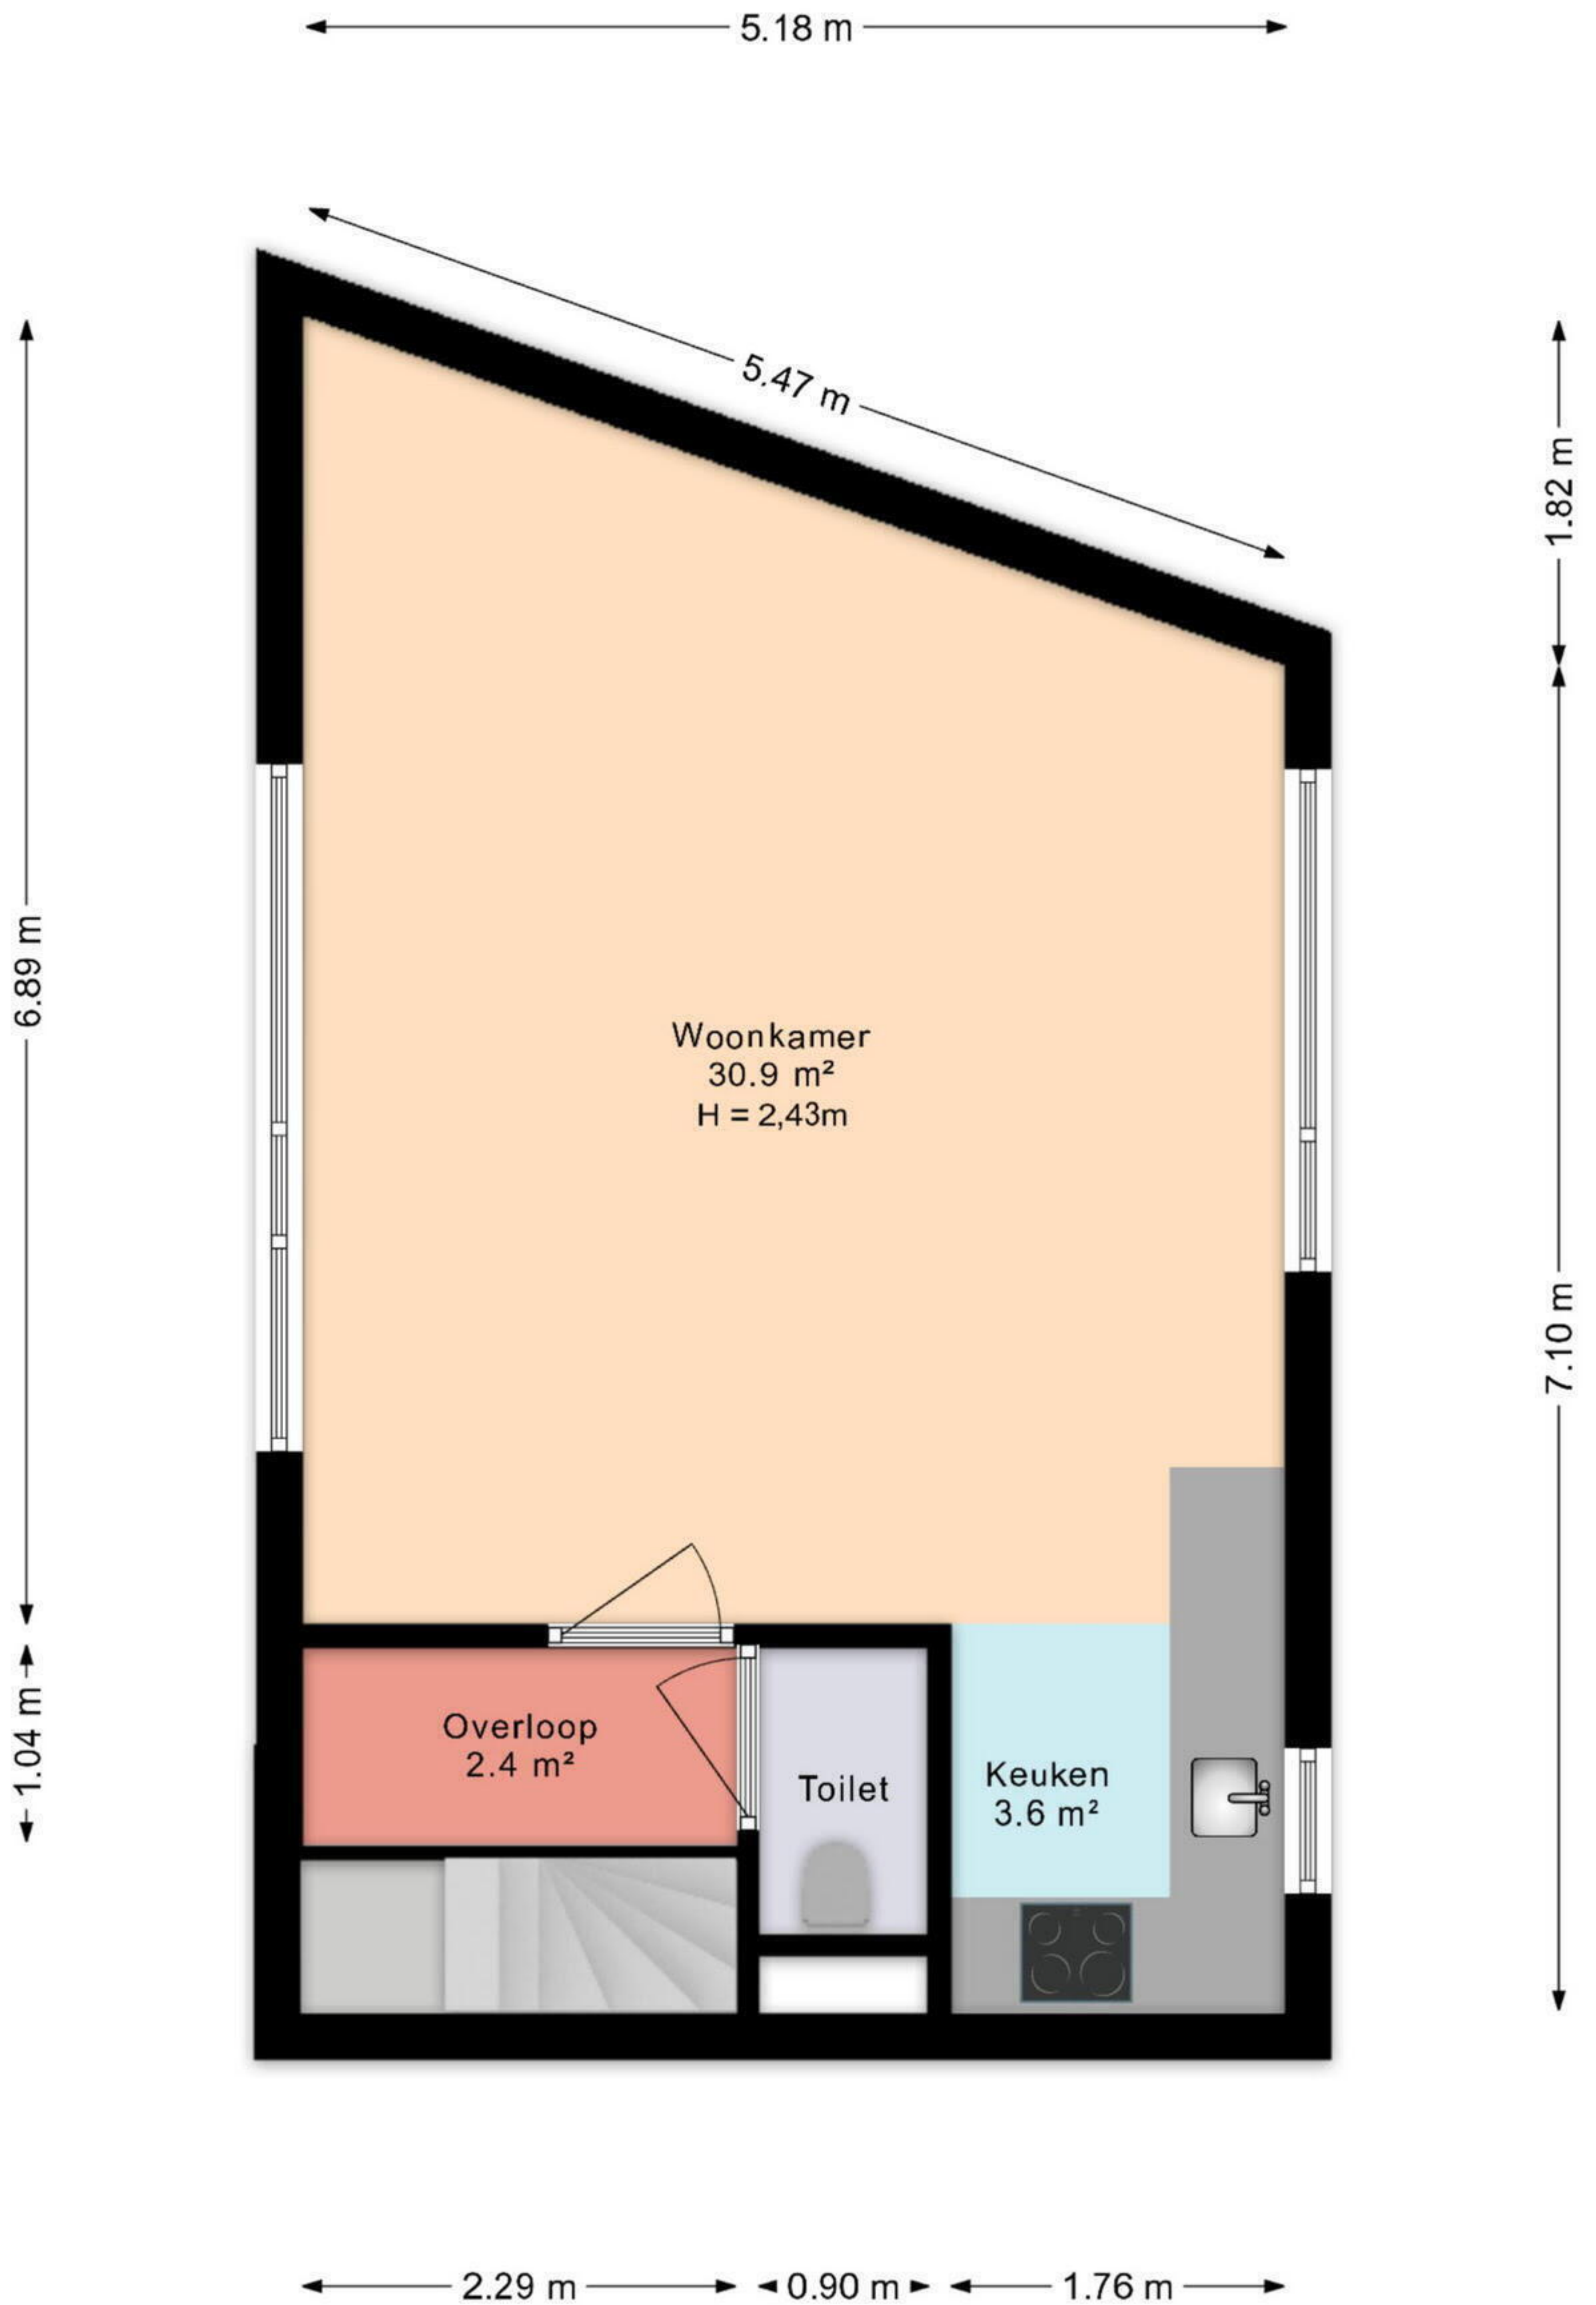 5.18 m
5.47 m
1.82 m
6.89 m
Woonkamer
30.9 m²
H = 2,43m
7.10 m
1.04 m
Overloop
2.4 m²
Toilet
Keuken
3.6 m²
2.29 m
0.90 m
1.76 m